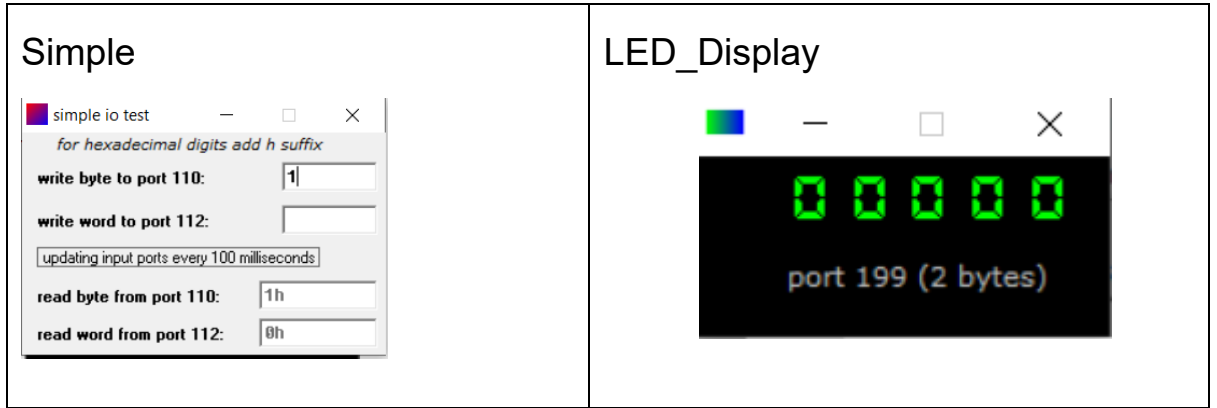 Simple
simple io test
for hexadecimal digits add h suffix
write byte to port 110: 1
write word to port 112:
updating input ports every 100 milliseconds
read byte from port 110: 1h
read word from port 112: 0h
LED_Display
00000
port 199 (2 bytes)